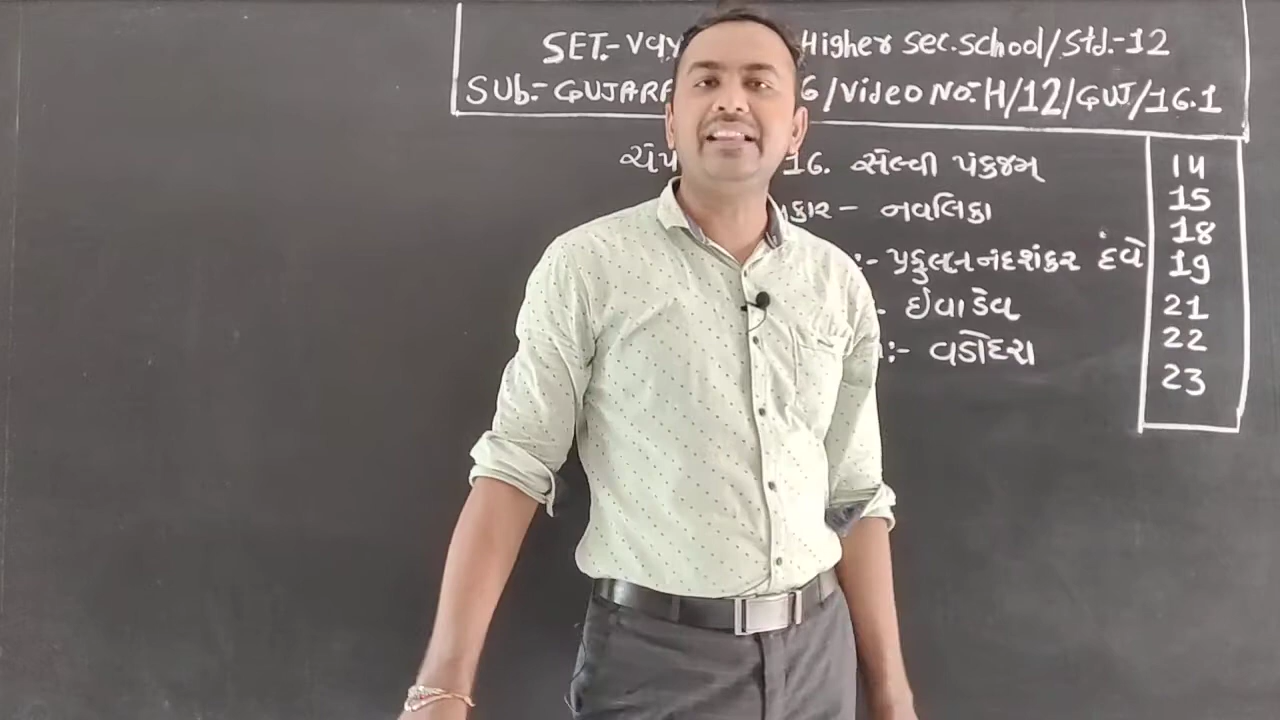 SET.- Higher Sec. School/Std.-12
SUb:- /Video No:- H/12/GUJ/16.1
16. સેલ્વી પંકજમ્
- નવલિકા
:- પ્રફુલ્લ નંદશંકર દવે
- ઈવા ડેવ
:- વડોદરા
14
15
18
19
21
22
23